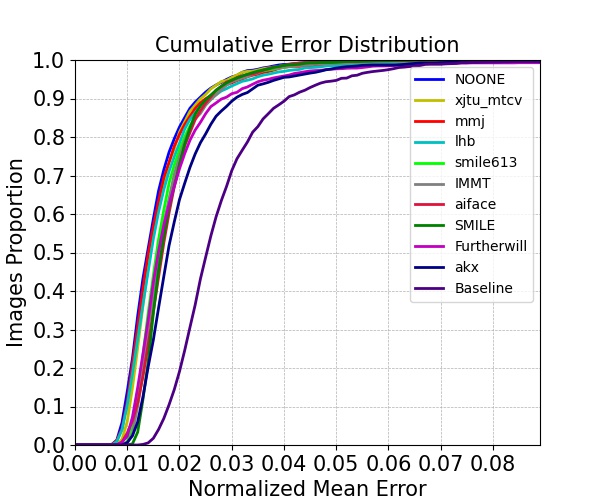 Cumulative Error Distribution
Images Proportion
1.0
0.9
0.8
0.7
0.6
0.5
0.4
0.3
0.2
0.1
0.0
NOONE
xjtu_mtcv
mmj
lhb
smile613
IMMT
aiface
SMILE
Furtherwill
akx
Baseline
0.00 0.01 0.02 0.03 0.04 0.05 0.06 0.07 0.08
Normalized Mean Error